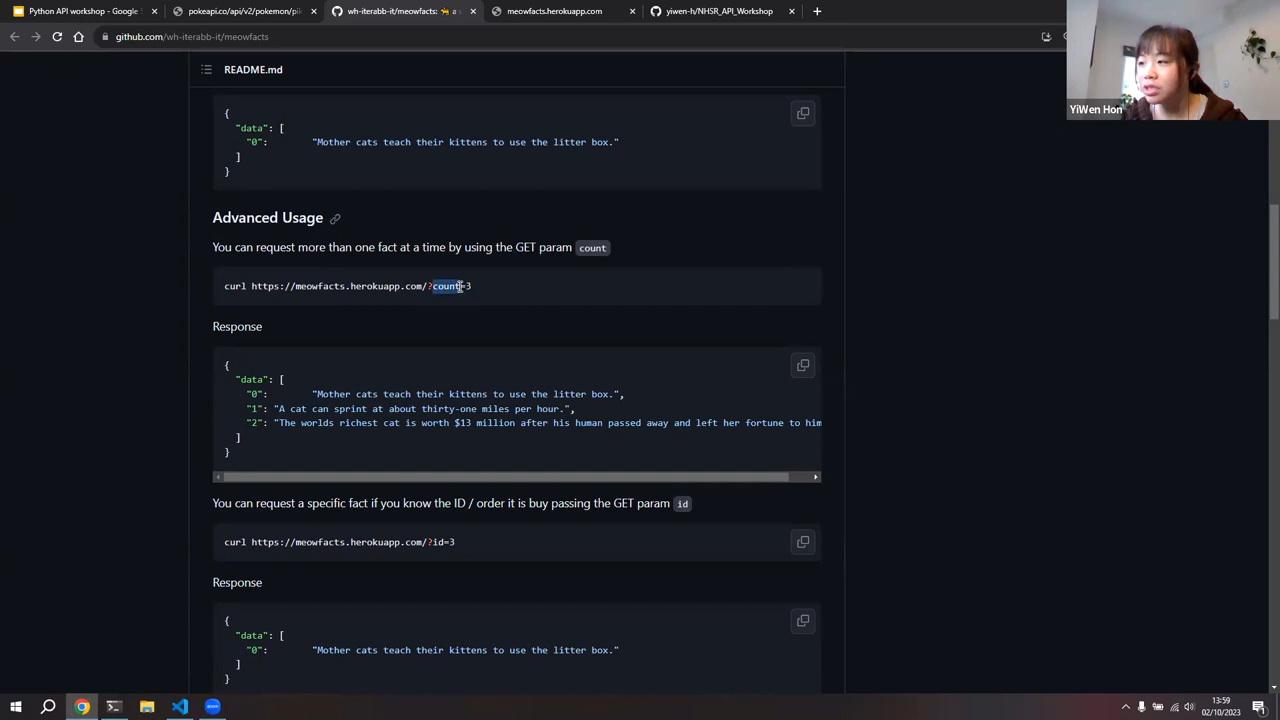 Python API workshop - Google
pokeapi.co/api/v2/pokemon/pi
wh-iterabb-it/meowfacts: 🐈 a
meowfacts.herokuapp.com
yiwen-h/NHSR_API_Workshop
github.com/wh-iterabb-it/meowfacts
YiWen Hon
README.md
{
"data": [
"0": "Mother cats teach their kittens to use the litter box."
]
}
Advanced Usage
You can request more than one fact at a time by using the GET param count
curl https://meowfacts.herokuapp.com/?count=3
Response
{
"data": [
"0": "Mother cats teach their kittens to use the litter box.",
"1": "A cat can sprint at about thirty-one miles per hour.",
"2": "The worlds richest cat is worth $13 million after his human passed away and left her fortune to him
]
}
You can request a specific fact if you know the ID / order it is buy passing the GET param id
curl https://meowfacts.herokuapp.com/?id=3
Response
{
"data": [
"0": "Mother cats teach their kittens to use the litter box."
]
}
zoom
13:59
02/10/2023